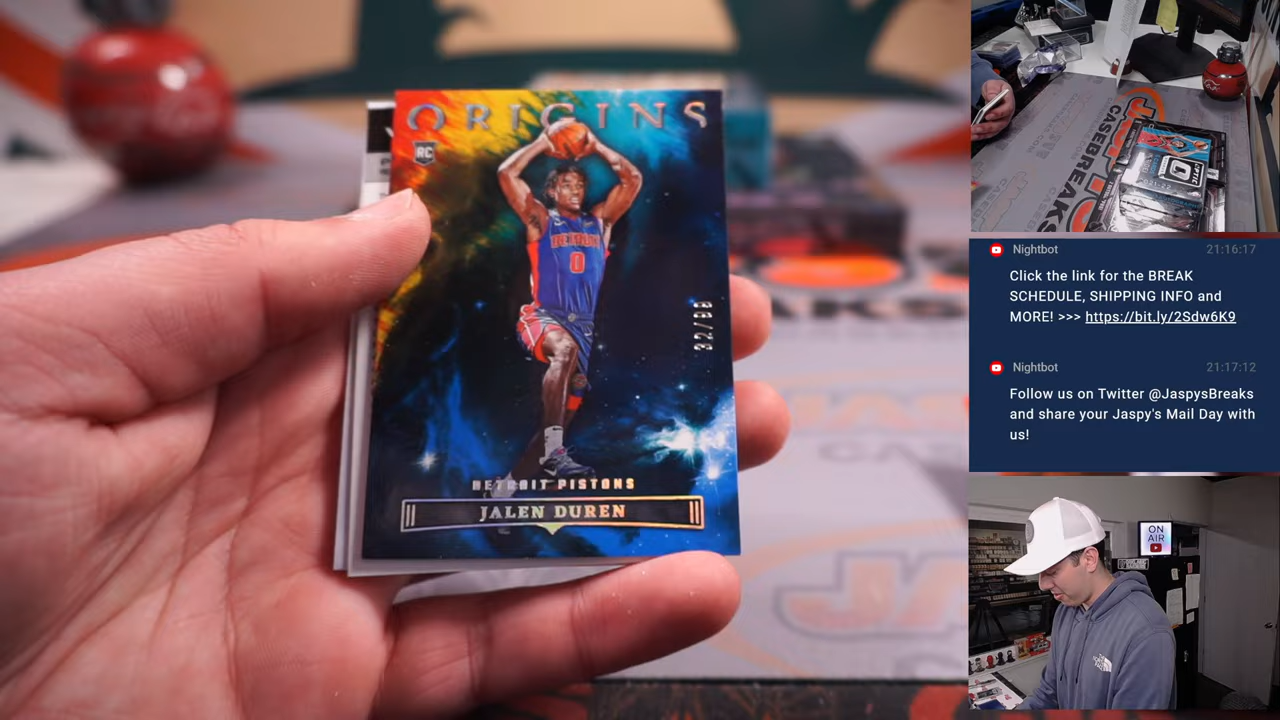 ORIGINS
RC
DETROIT
0
32/99
DETROIT PISTONS
JALEN DUREN
OPTIC
CASEBREAKS
ON
AIR
Nightbot 21:16:17
Click the link for the BREAK
SCHEDULE, SHIPPING INFO and
MORE! >>> https://bit.ly/2Sdw6K9
Nightbot 21:17:12
Follow us on Twitter @JaspysBreaks
and share your Jaspy's Mail Day with
us!